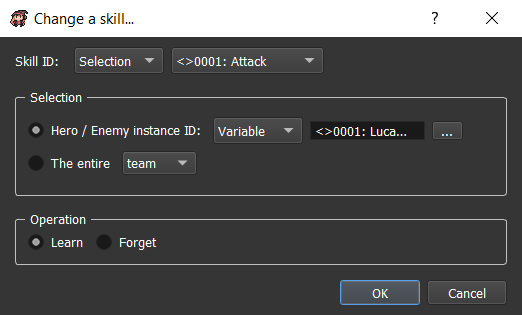 Change a skill...
Skill ID: Selection <>0001: Attack
Selection
Hero / Enemy instance ID: Variable <>0001: Luca... ...
The entire team
Operation
Learn Forget
OK Cancel